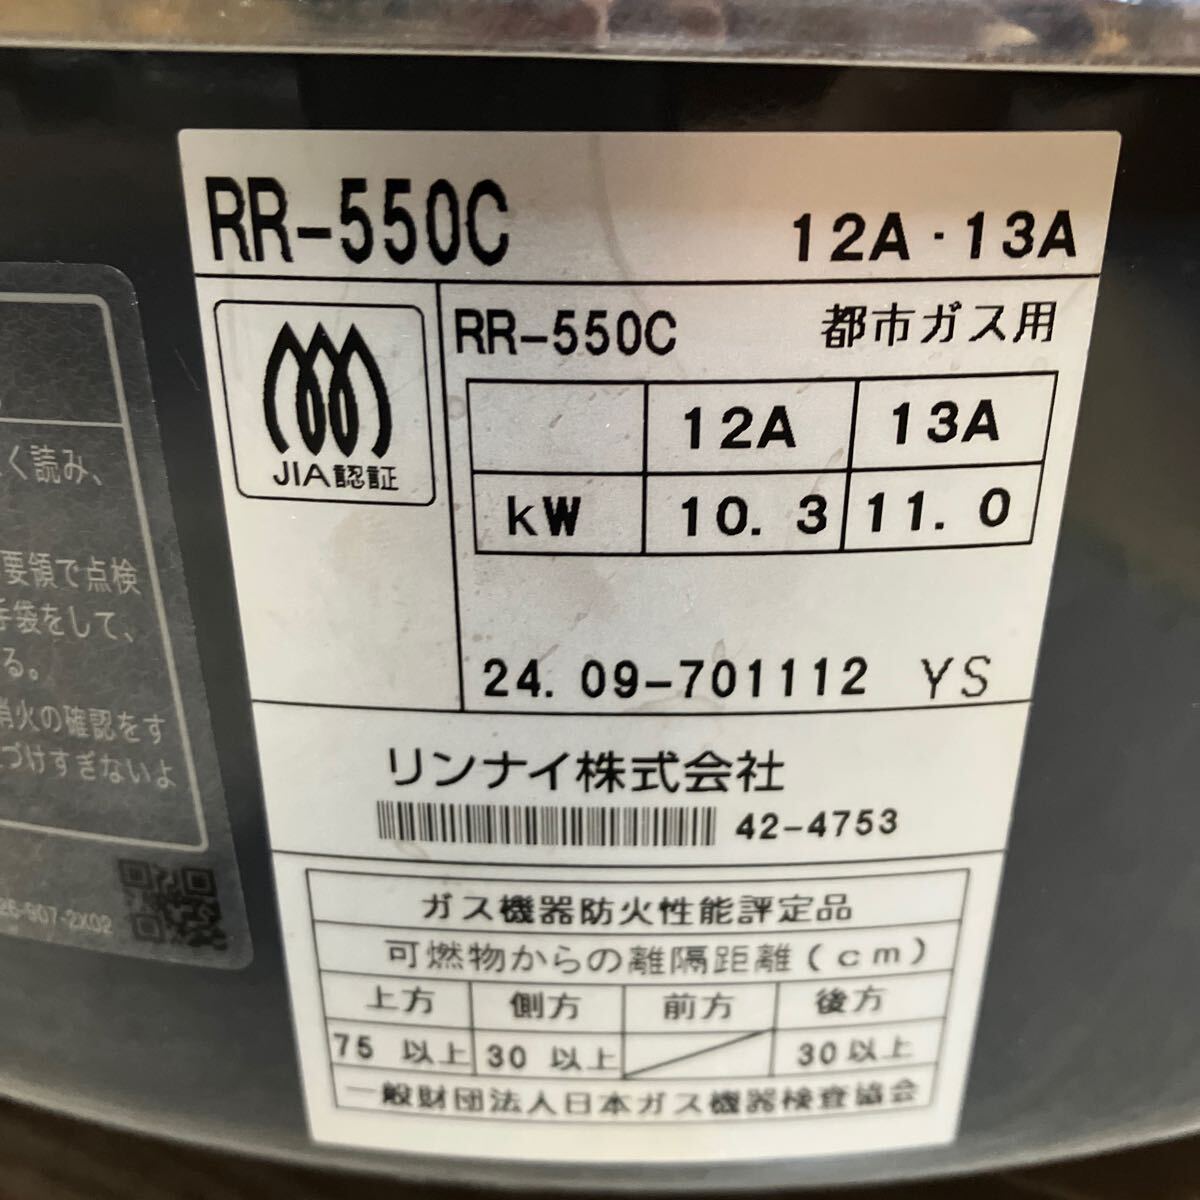 RR-550C 12A・13A
JIA認証
RR-550C 都市ガス用
12A 13A
kW 10.3 11.0
24.09-701112 YS
リンナイ株式会社
42-4753
ガス機器防火性能評定品
可燃物からの離隔距離(cm)
上方 側方 前方 後方
75 以上 30 以上 30以上
一般財団法人日本ガス機器検査協会
く読み、
要領で点検
手袋をして、
る。
消火の確認をす
づけすぎないよ
26-907-2X02